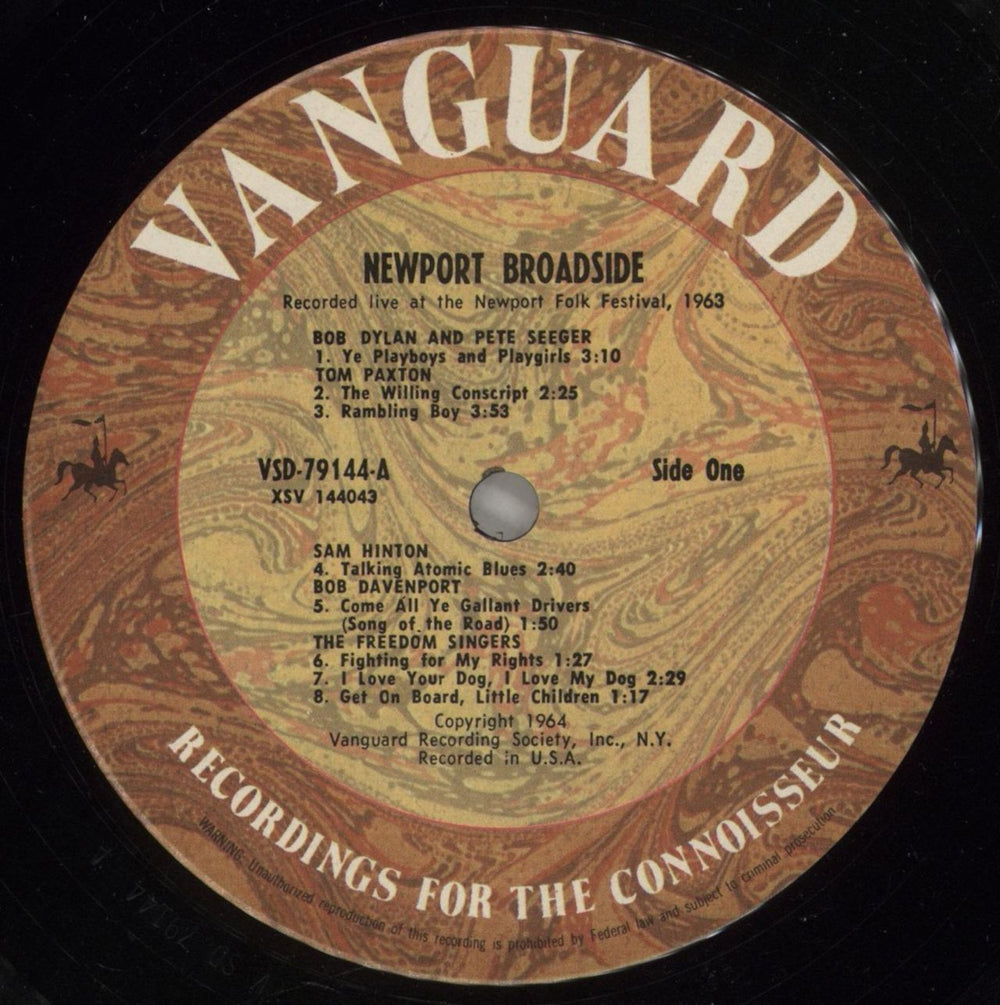 VANGUARD
NEWPORT BROADSIDE
Recorded live at the Newport Folk Festival, 1963
BOB DYLAN AND PETE SEEGER
1. Ye Playboys and Playgirls 3:10
TOM PAXTON
2. The Willing Conscript 2:25
3. Rambling Boy 3:53
VSD-79144-A
XSV 144043
Side One
SAM HINTON
4. Talking Atomic Blues 2:40
BOB DAVENPORT
5. Come All Ye Gallant Drivers
(Song of the Road) 1:50
THE FREEDOM SINGERS
6. Fighting for My Rights 1:27
7. I Love Your Dog, I Love My Dog 2:29
8. Get On Board, Little Children 1:17
Copyright 1964
Vanguard Recording Society, Inc., N.Y.
Recorded in U.S.A.
RECORDINGS FOR THE CONNOISSEUR
WARNING: Unauthorized reproduction of this recording is prohibited by Federal law and subject to criminal prosecution